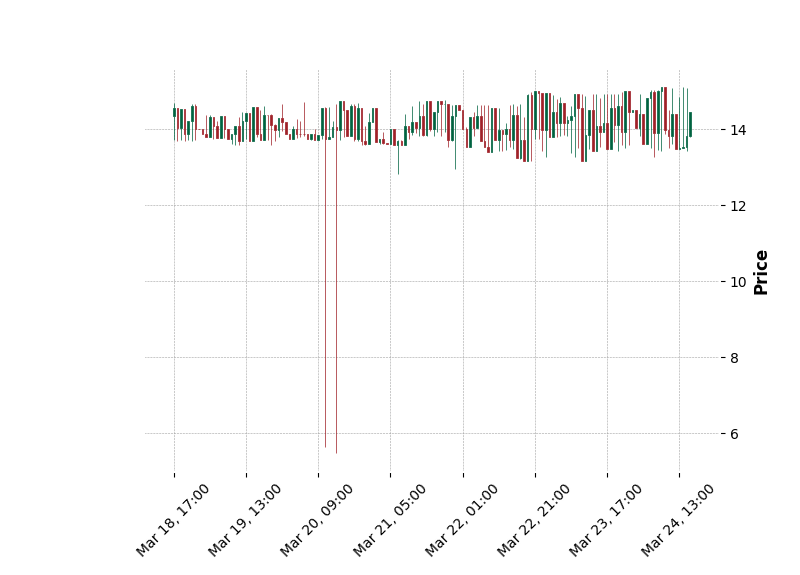 14
12
10
8
6
Price
Mar 18, 17:00
Mar 19, 13:00
Mar 20, 09:00
Mar 21, 05:00
Mar 22, 01:00
Mar 22, 21:00
Mar 23, 17:00
Mar 24, 13:00